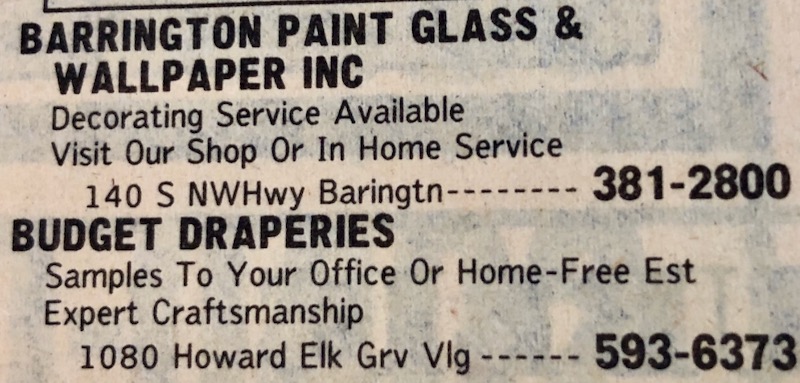 BARRINGTON PAINT GLASS &
WALLPAPER INC
Decorating Service Available
Visit Our Shop Or In Home Service
140 S NWHwy Baringtn-------- 381-2800
BUDGET DRAPERIES
Samples To Your Office Or Home-Free Est
Expert Craftsmanship
1080 Howard Elk Grv Vlg ------ 593-6373